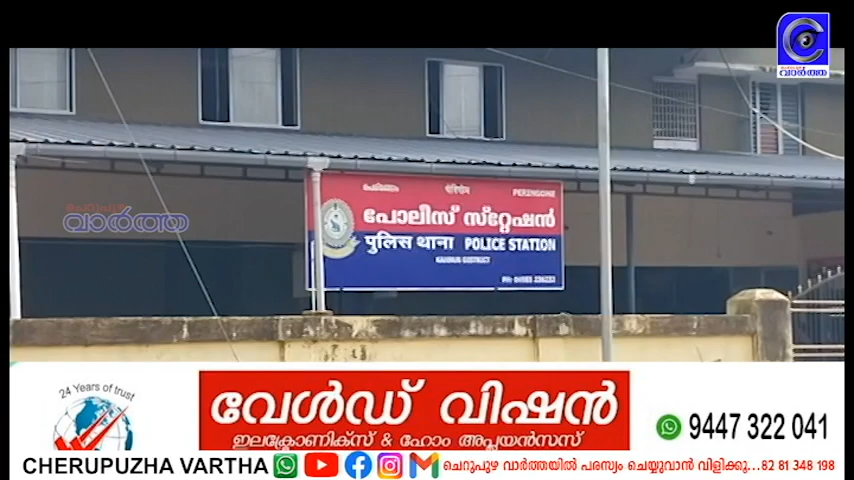 വാർത്ത
ചെറുപുഴ
വാർത്ത
പെരിങ്ങോം पेरिंगोम PERINGOME
പോലീസ് സ്റ്റേഷൻ
पुलिस थाना POLICE STATION
KANNUR DISTRICT
24 Years of trust
വേൾഡ് വിഷൻ
ഇലക്ട്രോണിക്സ് & ഹോം അപ്ലയൻസസ്
9447 322 041
CHERUPUZHA VARTHA
ചെറുപുഴ വാർത്തയിൽ പരസ്യം ചെയ്യുവാൻ വിളിക്കൂ...82 81 348 198